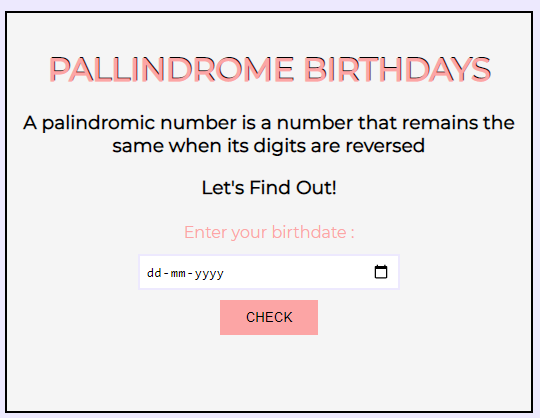 PALLINDROME BIRTHDAYS
A palindromic number is a number that remains the
same when its digits are reversed
Let's Find Out!
Enter your birthdate :
dd-mm-yyyy
CHECK